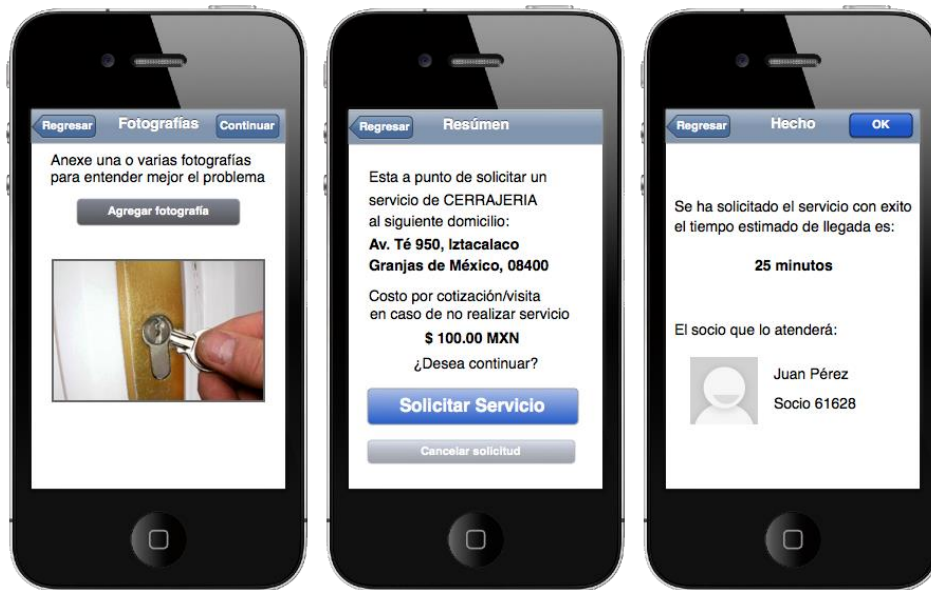 Regresar Fotografías Continuar
Anexe una o varias fotografías
para entender mejor el problema
Agregar fotografía
Regresar Resúmen
Esta a punto de solicitar un
servicio de CERRAJERIA
al siguiente domicilio:
Av. Té 950, Iztacalaco
Granjas de México, 08400
Costo por cotización/visita
en caso de no realizar servicio
$ 100.00 MXN
¿Desea continuar?
Solicitar Servicio
Cancelar solicitud
Regresar Hecho OK
Se ha solicitado el servicio con exito
el tiempo estimado de llegada es:
25 minutos
El socio que lo atenderá:
Juan Pérez
Socio 61628